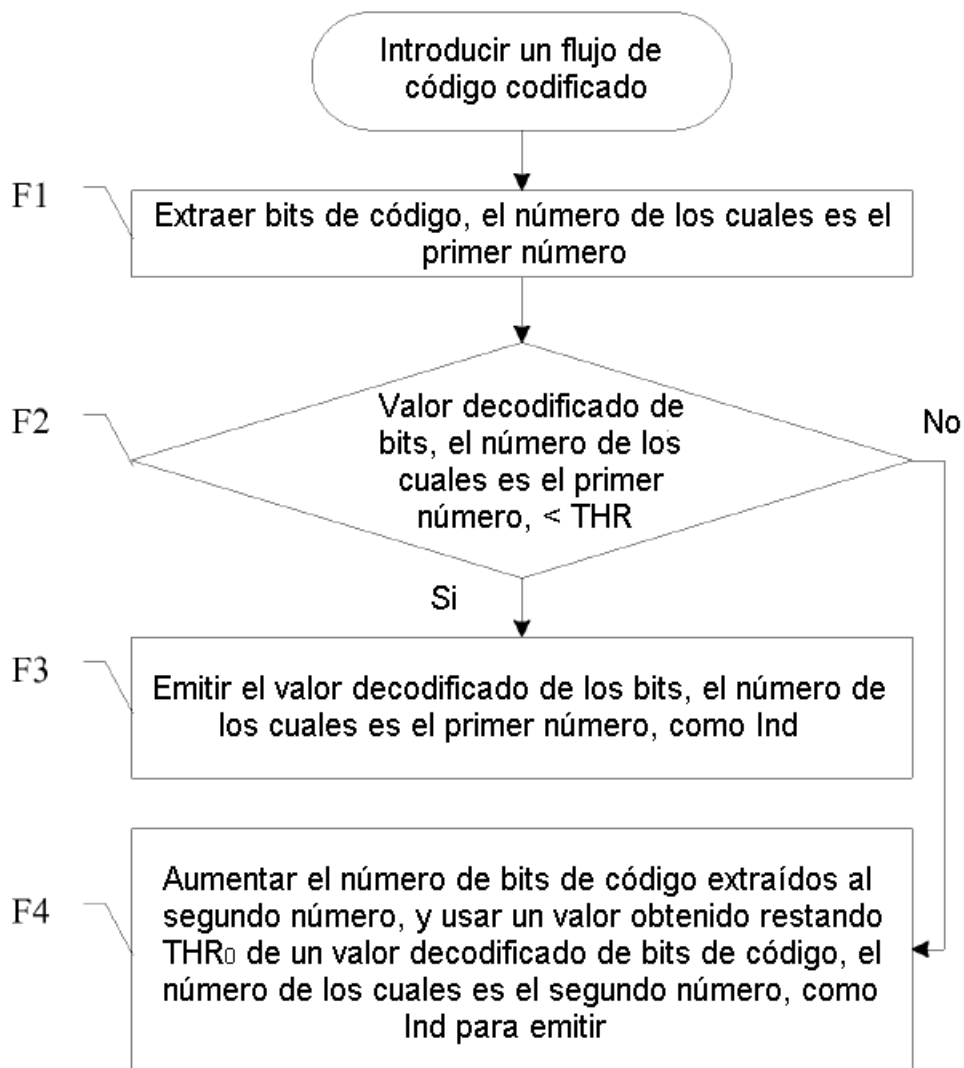 Introducir un flujo de
código codificado
F1
Extraer bits de código, el número de los cuales es el
primer número
F2
Valor decodificado de
bits, el número de los
cuales es el primer
número, < THR
No
Si
F3
Emitir el valor decodificado de los bits, el número de
los cuales es el primer número, como Ind
F4
Aumentar el número de bits de código extraídos al
segundo número, y usar un valor obtenido restando
THR₀ de un valor decodificado de bits de código, el
número de los cuales es el segundo número, como
Ind para emitir